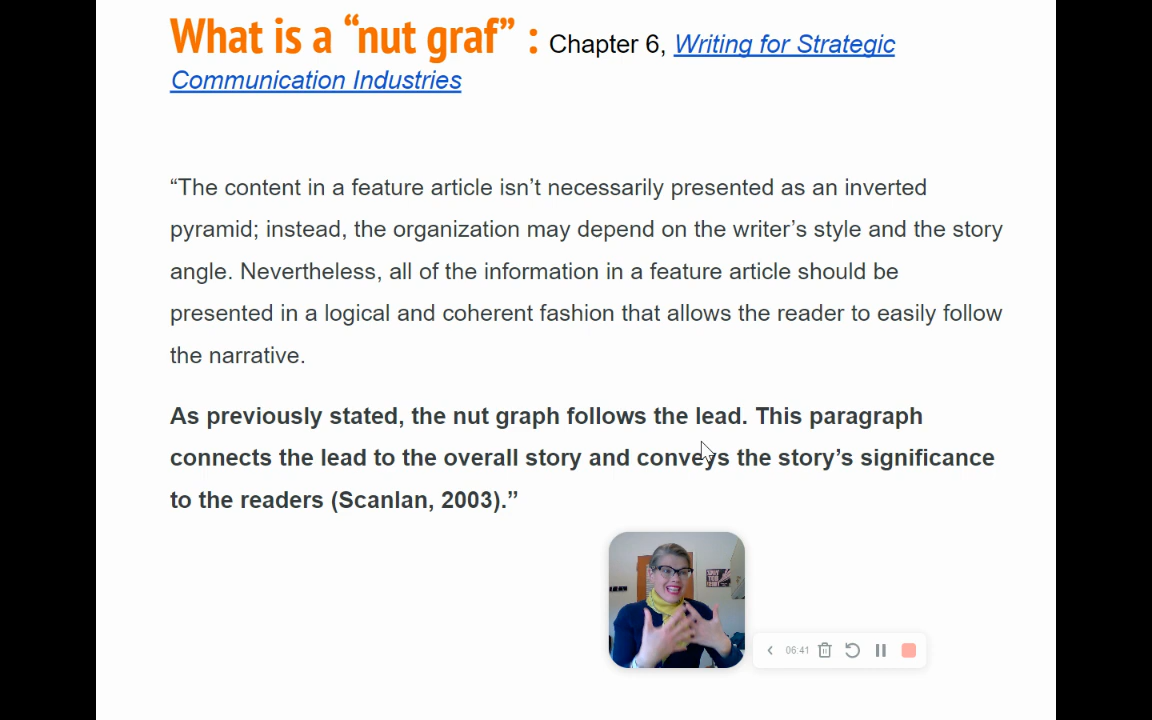 What is a “nut graf” : Chapter 6, Writing for Strategic
Communication Industries
“The content in a feature article isn’t necessarily presented as an inverted
pyramid; instead, the organization may depend on the writer’s style and the story
angle. Nevertheless, all of the information in a feature article should be
presented in a logical and coherent fashion that allows the reader to easily follow
the narrative.
As previously stated, the nut graph follows the lead. This paragraph
connects the lead to the overall story and conveys the story’s significance
to the readers (Scanlan, 2003).”
06:41